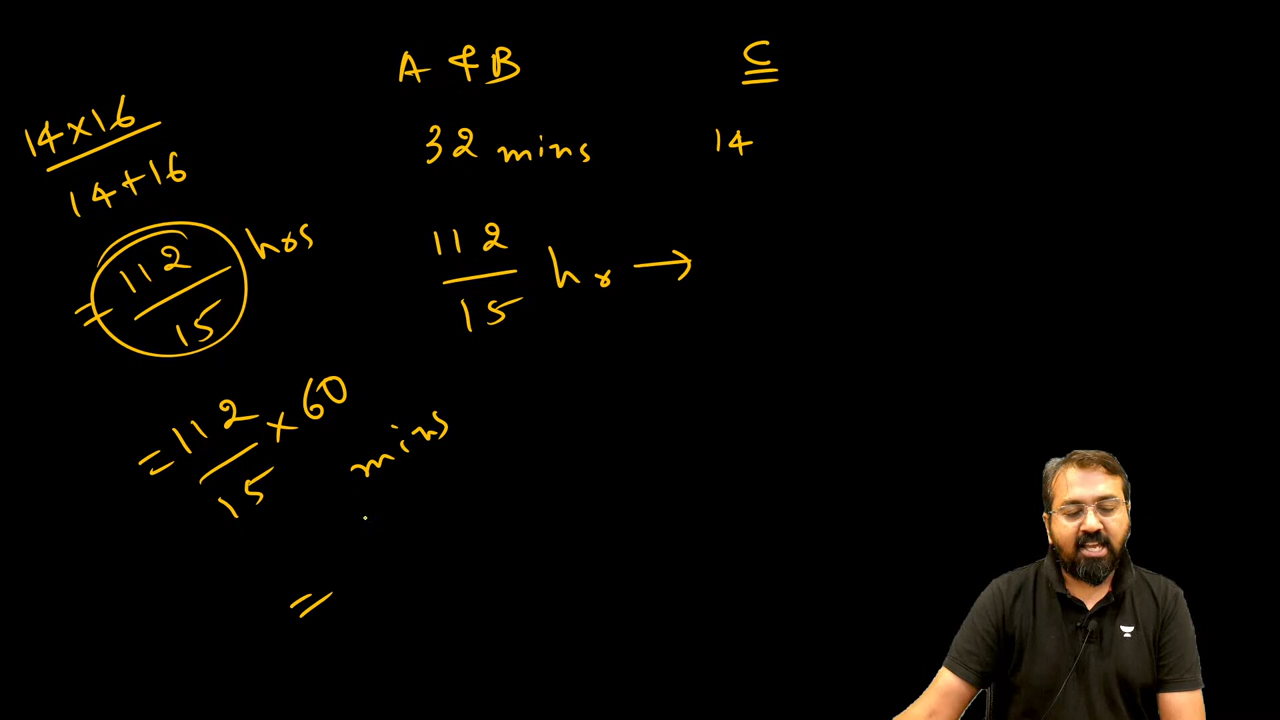 A & B
C
14×16
14+16
32 mins
14
= 112
15
hrs
112
15
hr →
= 112 × 60
15
mins
=